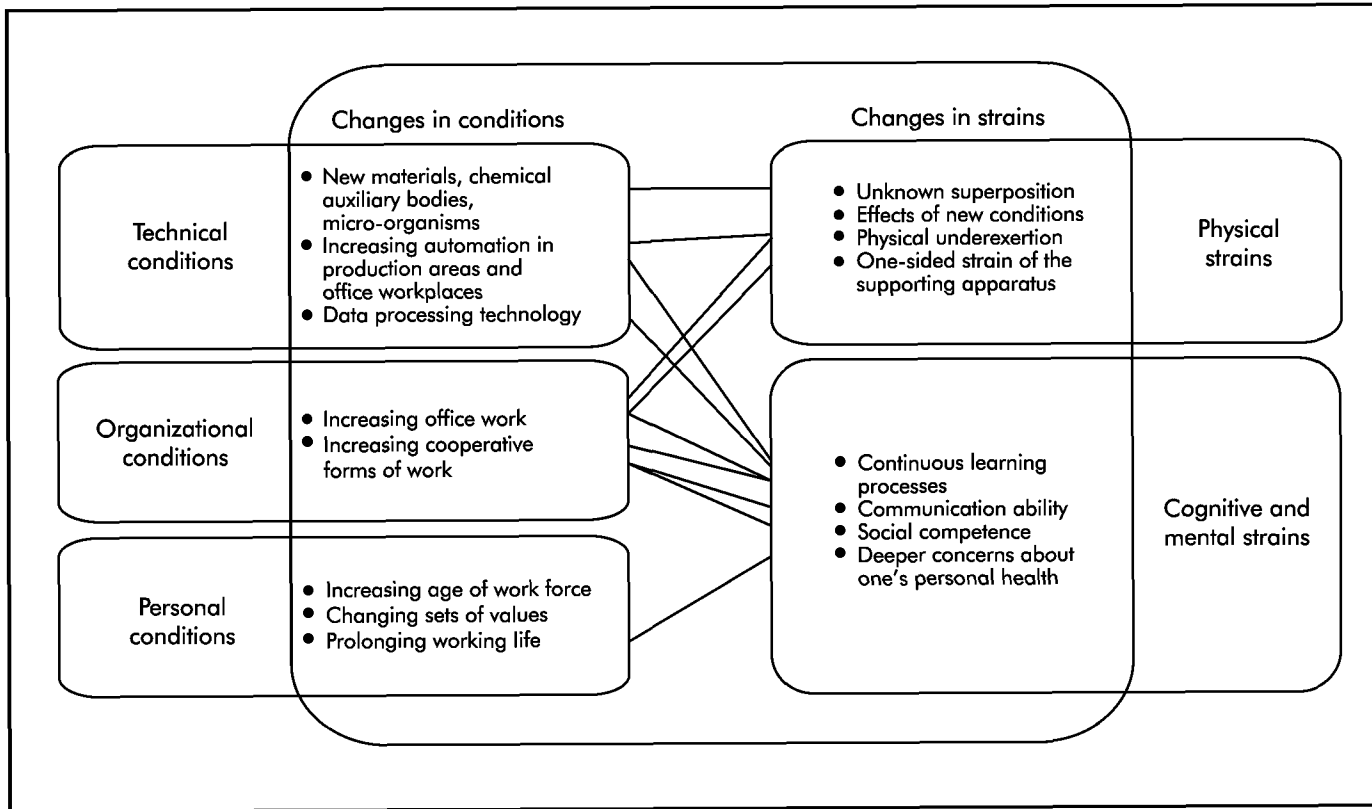 Changes in conditions
Changes in strains
Technical
conditions
● New materials, chemical
auxiliary bodies,
micro-organisms
● Increasing automation in
production areas and
office workplaces
● Data processing technology
● Unknown superposition
● Effects of new conditions
● Physical underexertion
● One-sided strain of the
supporting apparatus
Physical
strains
Organizational
conditions
● Increasing office work
● Increasing cooperative
forms of work
● Continuous learning
processes
● Communication ability
● Social competence
● Deeper concerns about
one's personal health
Cognitive and
mental strains
Personal
conditions
● Increasing age of work force
● Changing sets of values
● Prolonging working life